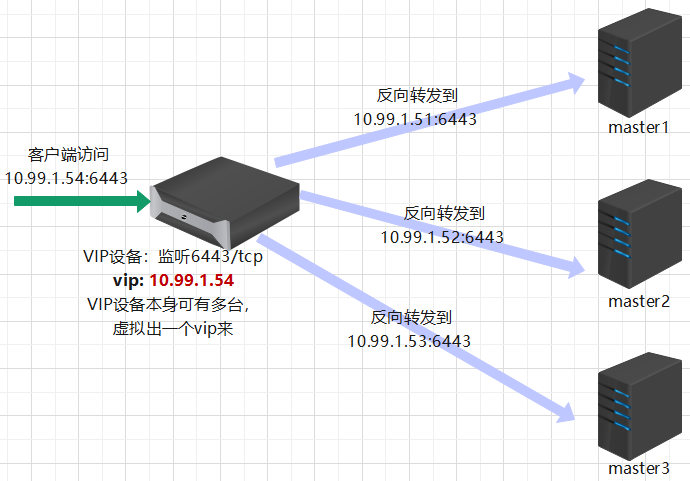 客户端访问
10.99.1.54:6443
VIP设备：监听6443/tcp
vip: 10.99.1.54
VIP设备本身可有多台，
虚拟出一个vip来
反向转发到
10.99.1.51:6443
master1
反向转发到
10.99.1.52:6443
master2
反向转发到
10.99.1.53:6443
master3